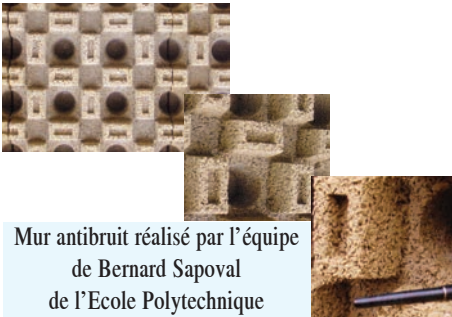 Mur antibruit réalisé par l'équipe
de Bernard Sapoval
de l'Ecole Polytechnique